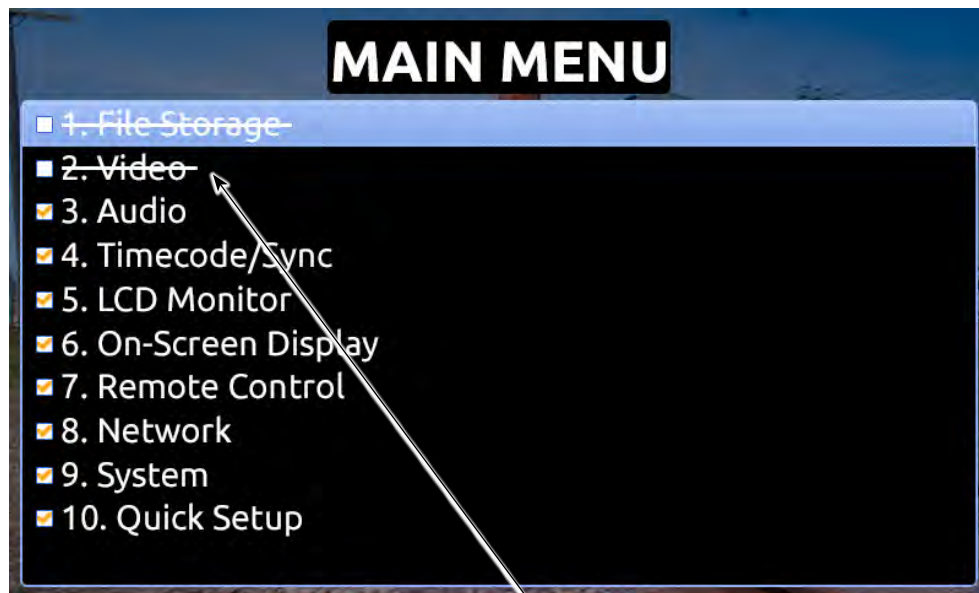 MAIN MENU
1. File Storage
2. Video
3. Audio
4. Timecode/Sync
5. LCD Monitor
6. On-Screen Display
7. Remote Control
8. Network
9. System
10. Quick Setup